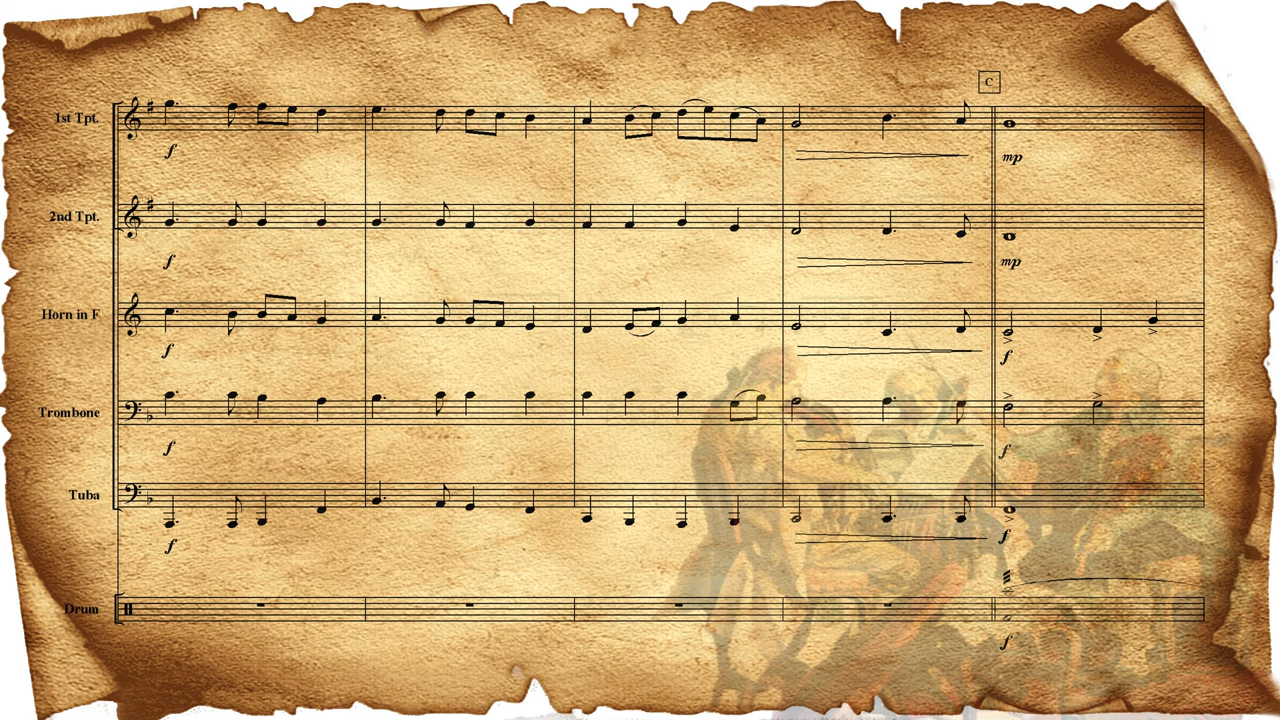 C
1st Tpt.
f
mp
2nd Tpt.
f
mp
Horn in F
f
f
Trombone
f
f
Tuba
f
f
Drum
f